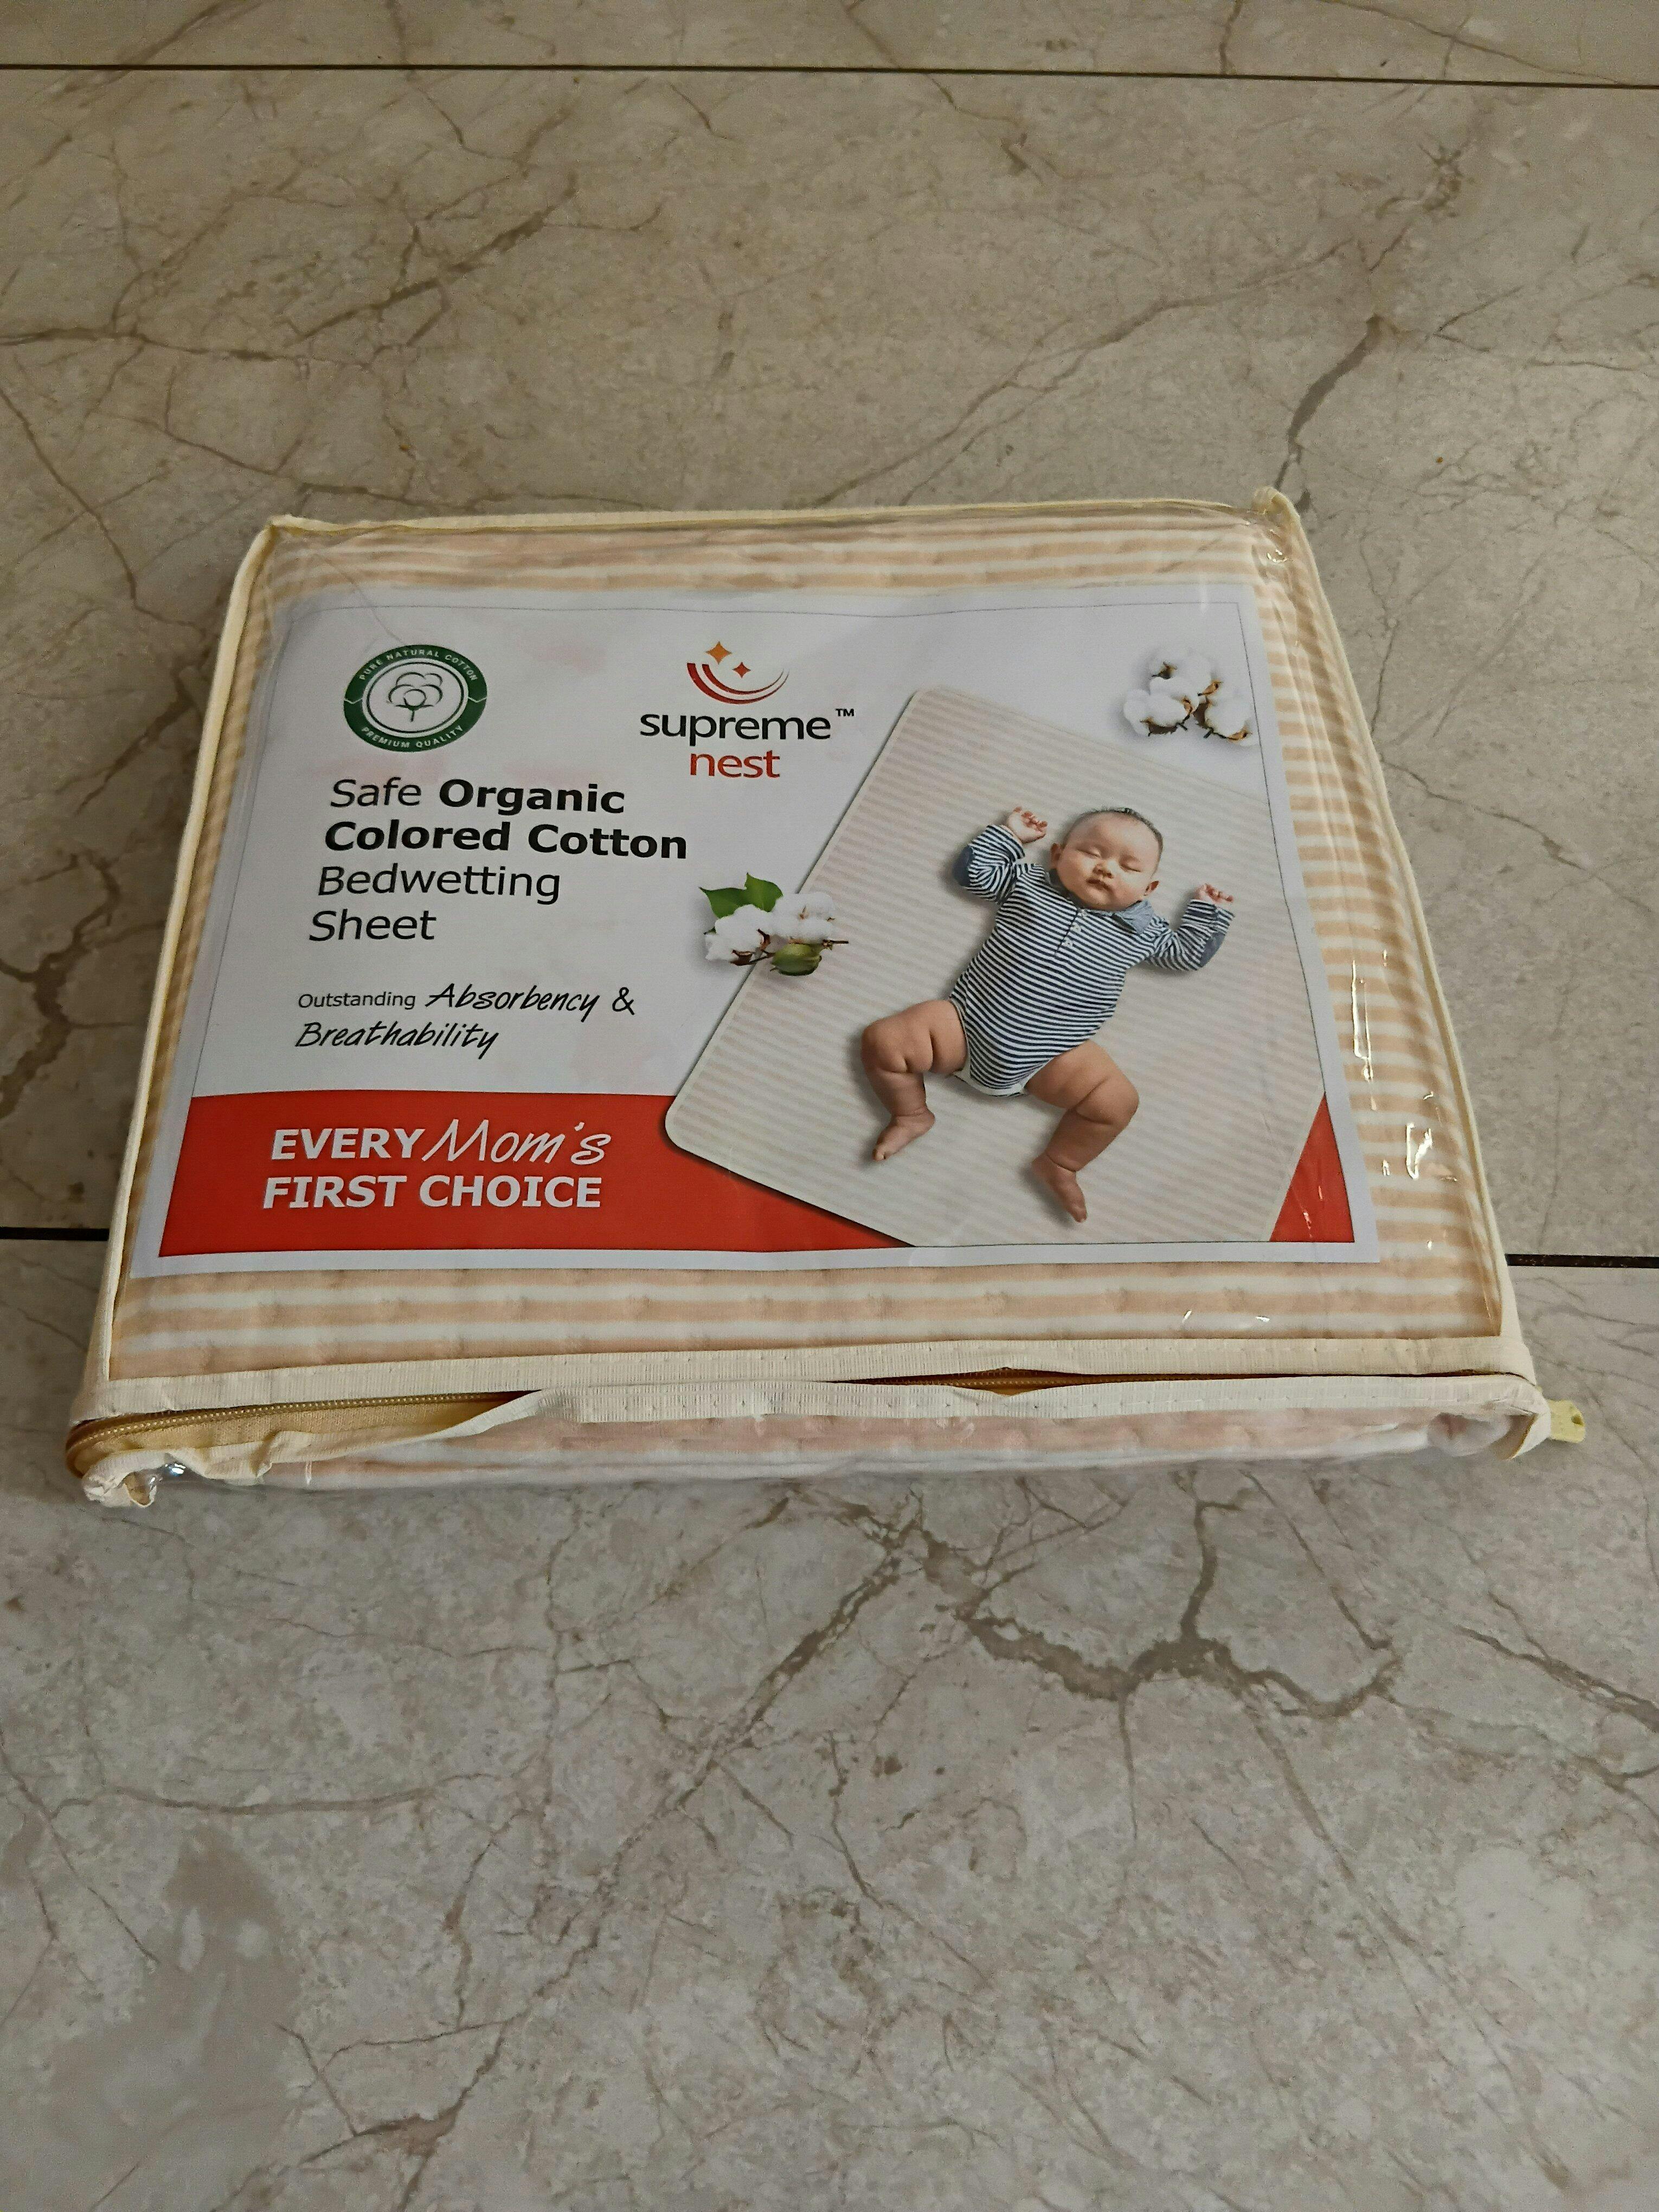 PURE NATURAL COTTON
PREMIUM QUALITY
supreme™
nest
Safe Organic
Colored Cotton
Bedwetting
Sheet
Outstanding Absorbency &
Breathability
EVERY Mom's
FIRST CHOICE